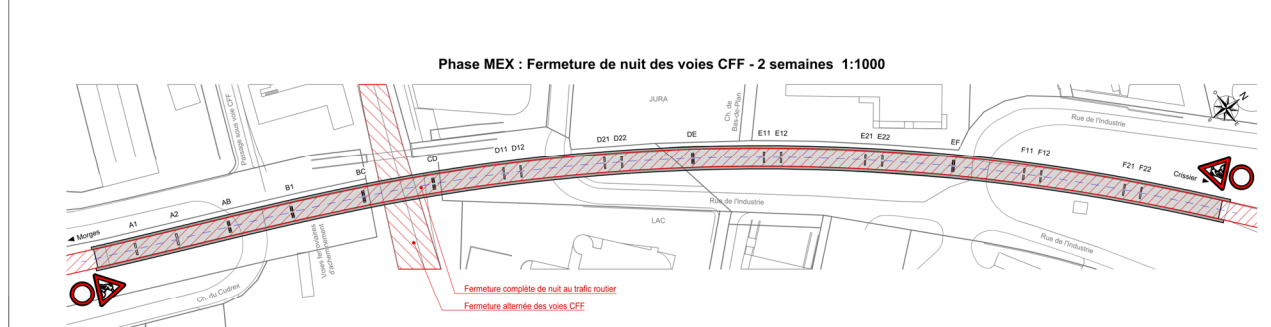 Phase MEX : Fermeture de nuit des voies CFF - 2 semaines 1:1000
JURA
Ch. de
Bas-de-Plan
Passage sous voie CFF
Rue de l'Industrie
N
A1
A2
AB
B1
BC
CD
D11 D12
D21 D22
DE
E11 E12
E21 E22
EF
F11 F12
F21 F22
Crissier
Morges
Rue de l'Industrie
LAC
Rue de l'Industrie
Voies ferroviaires
d'acheminement
Ch. du Cudrex
Fermeture complète de nuit au trafic routier
Fermeture alternée des voies CFF